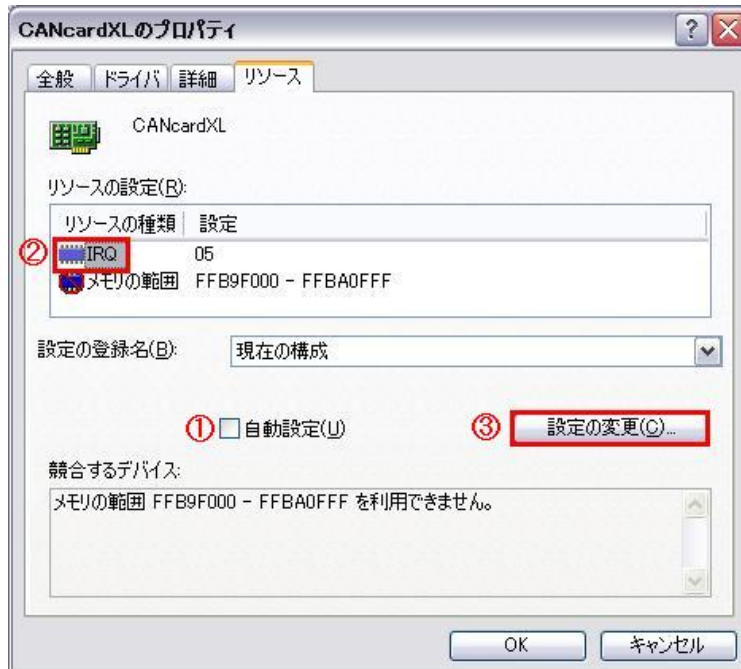 CANcardXLのプロパティ
全般 ドライバ 詳細 リソース
CANcardXL
リソースの設定(R):
リソースの種類 設定
② IRQ 05
メモリの範囲 FFB9F000 - FFBA0FFF
設定の登録名(B): 現在の構成
① 自動設定(U) ③ 設定の変更(C)...
競合するデバイス:
メモリの範囲 FFB9F000 - FFBA0FFF を利用できません。
OK キャンセル